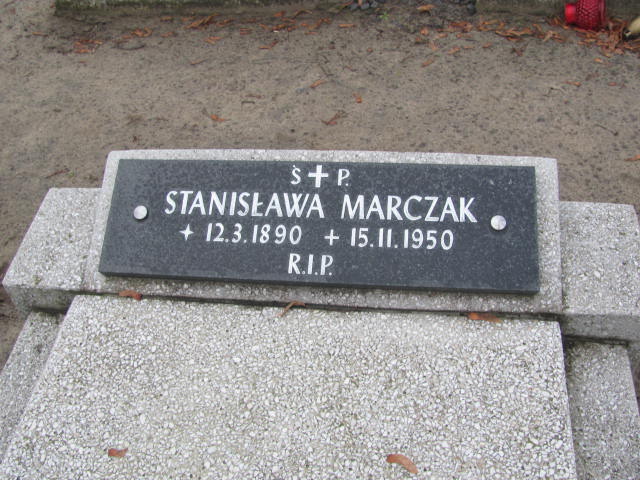 Ś✝P.
STANISŁAWA MARCZAK
✦ 12.3.1890 + 15.11.1950
R.I.P.